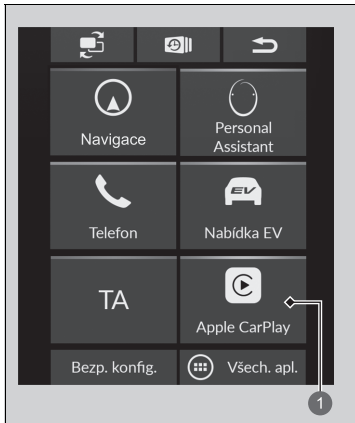 Navigace
Personal
Assistant
Telefon
EV
Nabídka EV
TA
Apple CarPlay
Bezp. konfig.
Všech. apl.
1